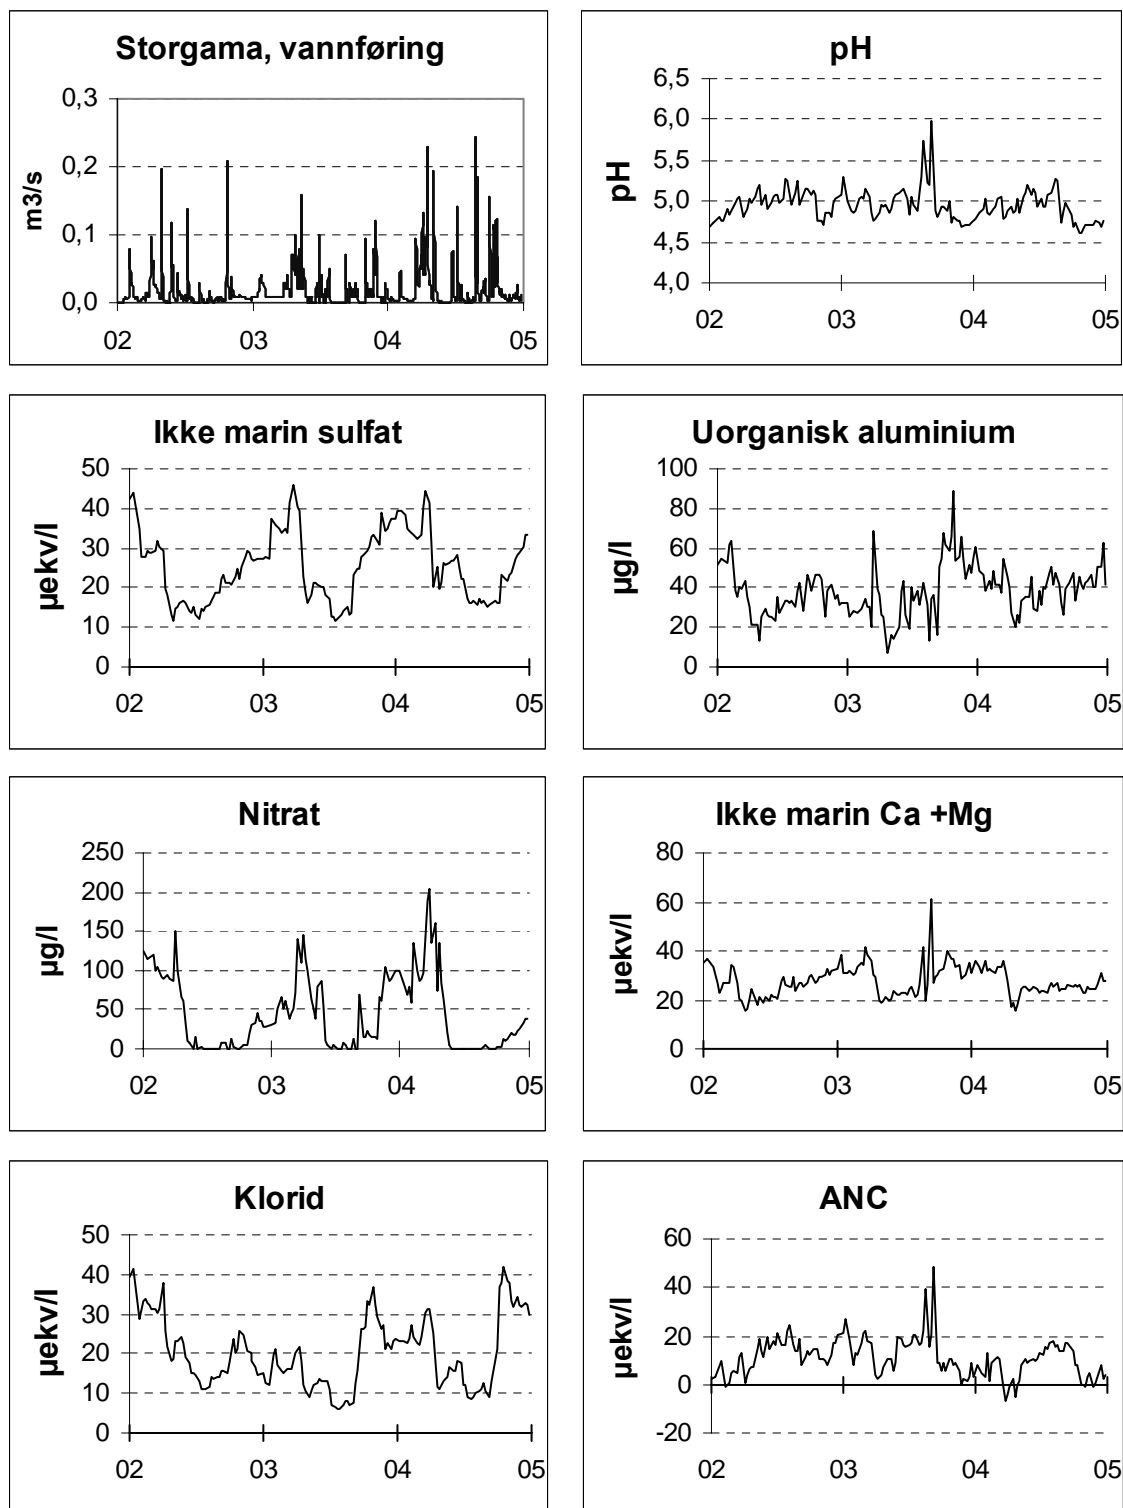 Storgama, vannføring
m3/s
0,3
0,2
0,1
0,0
02 03 04 05
pH
pH
6,5
6,0
5,5
5,0
4,5
4,0
02 03 04 05
Ikke marin sulfat
µekv/l
50
40
30
20
10
0
02 03 04 05
Uorganisk aluminium
µg/l
100
80
60
40
20
0
02 03 04 05
Nitrat
µg/l
250
200
150
100
50
0
02 03 04 05
Ikke marin Ca +Mg
µekv/l
80
60
40
20
0
02 03 04 05
Klorid
µekv/l
50
40
30
20
10
0
02 03 04 05
ANC
µekv/l
60
40
20
0
-20
02 03 04 05